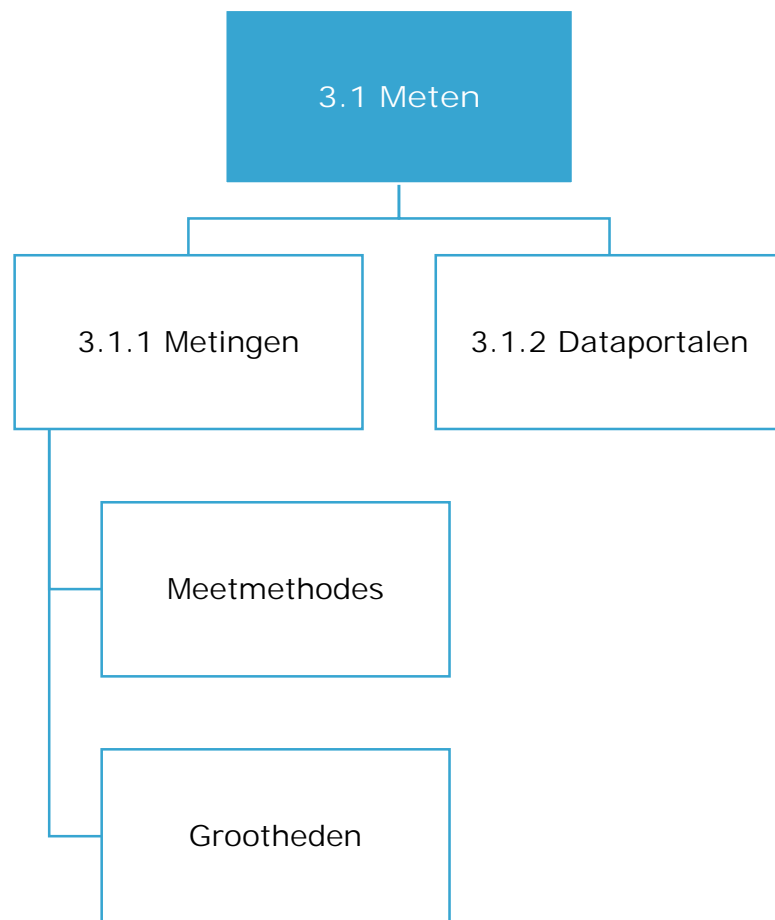 3.1 Meten
3.1.1 Metingen
3.1.2 Dataportalen
Meetmethodes
Grootheden